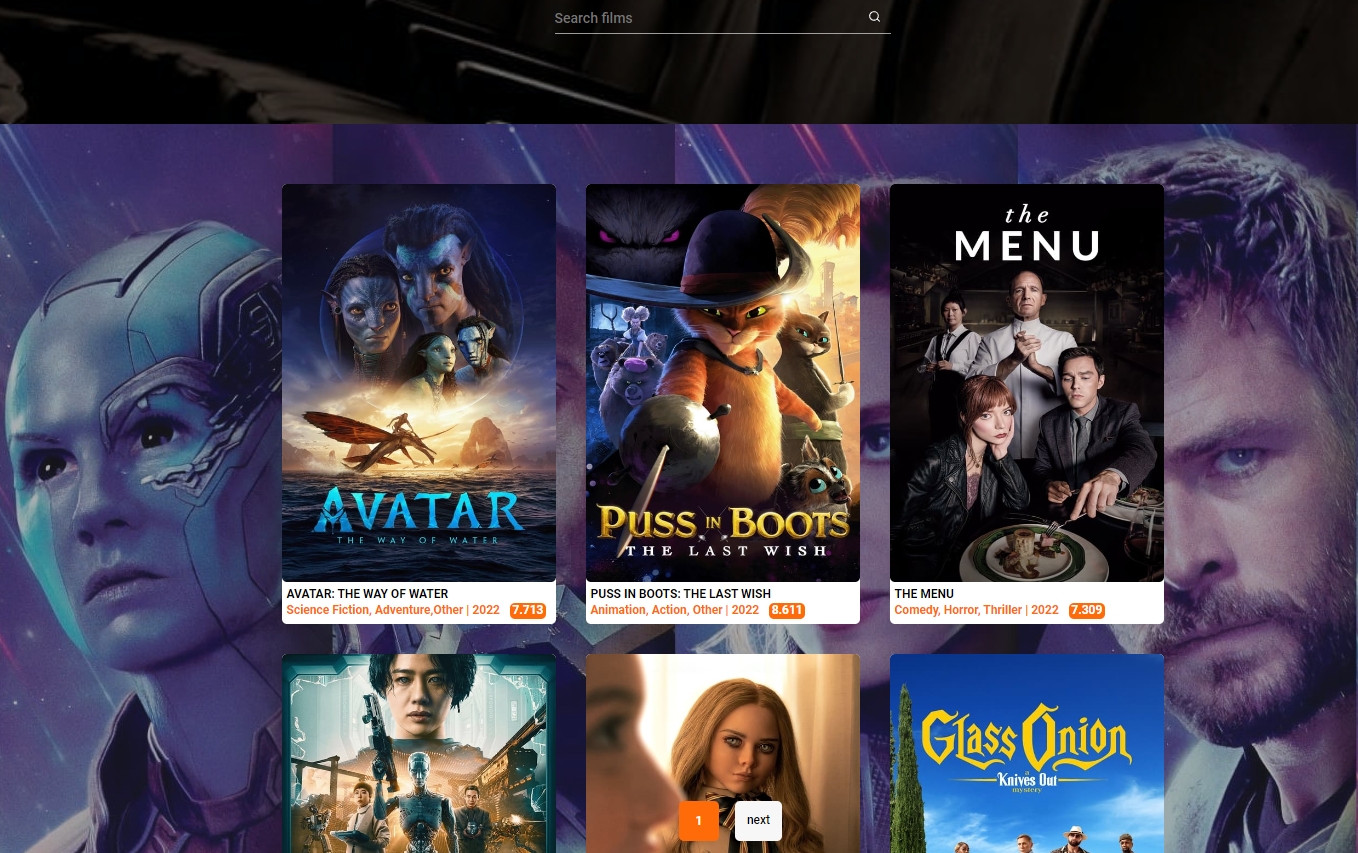 Search films
AVATAR
THE WAY OF WATER
PUSS IN BOOTS
THE LAST WISH
the
MENU
AVATAR: THE WAY OF WATER
Science Fiction, Adventure,Other | 2022 7.713
PUSS IN BOOTS: THE LAST WISH
Animation, Action, Other | 2022 8.611
THE MENU
Comedy, Horror, Thriller | 2022 7.309
Glass Onion
a
Knives Out
mystery
1
next